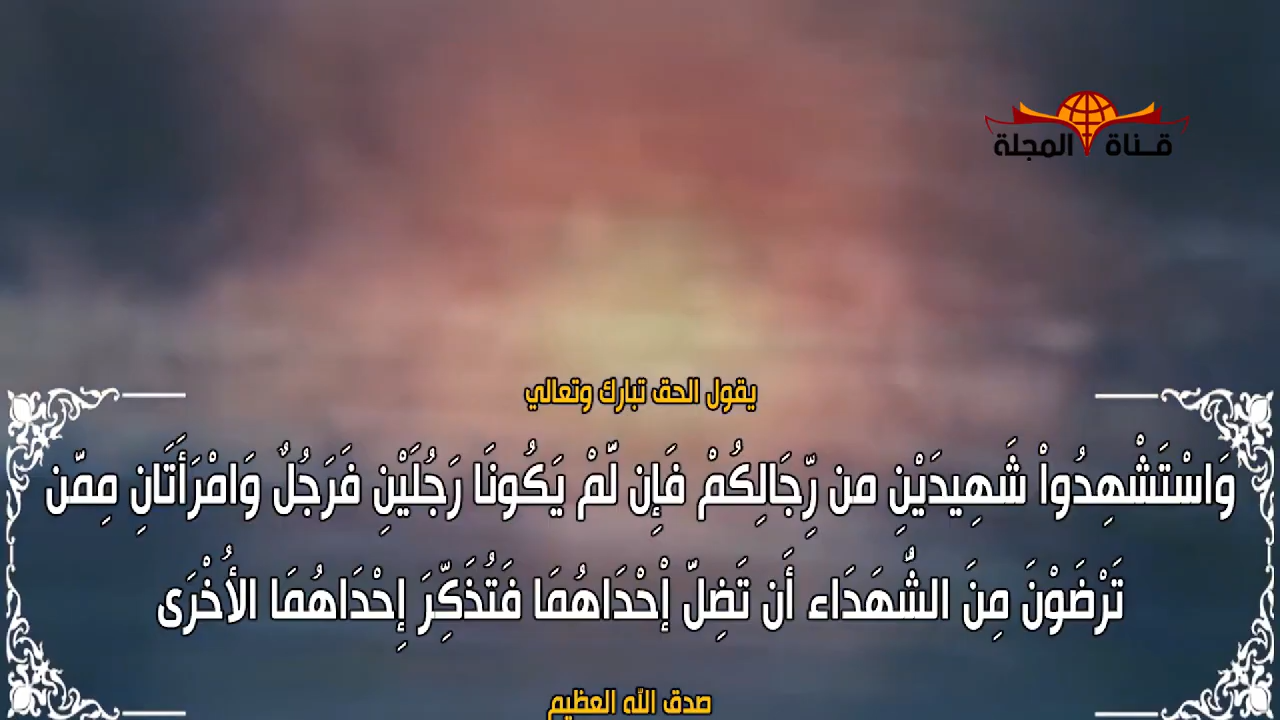 قناة المجلة
يقول الحق تبارك وتعالي
وَاسْتَشْهِدُواْ شَهِيدَيْنِ من رِّجَالِكُمْ فَإِن لَّمْ يَكُونَا رَجُلَيْنِ فَرَجُلٌ وَامْرَأَتَانِ مِمَّن
تَرْضَوْنَ مِنَ الشُّهَدَاء أَن تَضِلَّ إْحْدَاهُمَا فَتُذَكِّرَ إِحْدَاهُمَا الأُخْرَى
صدق الله العظيم